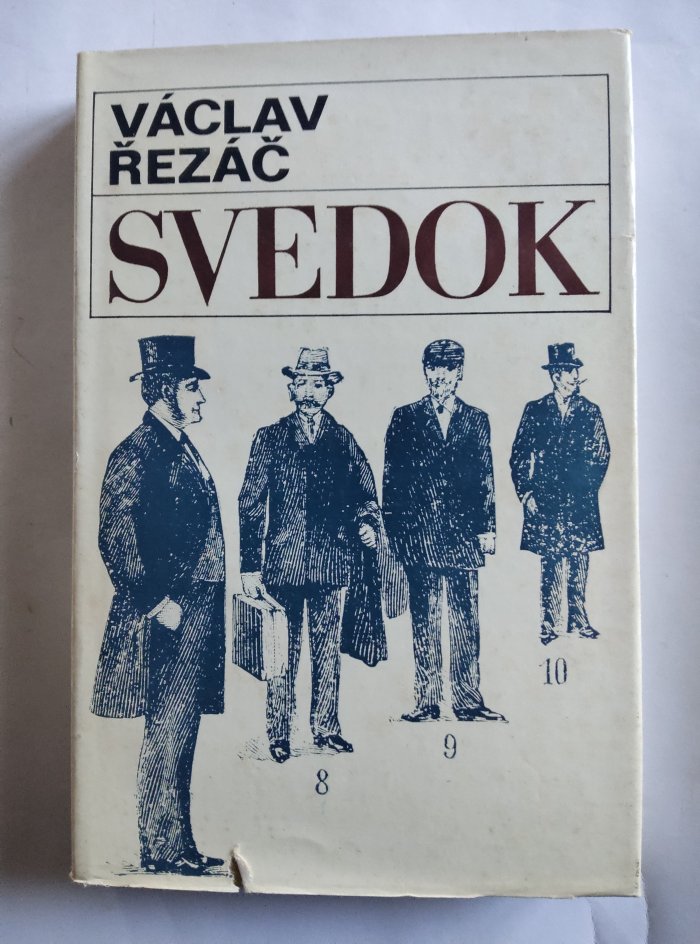 VÁCLAV
ŘEZÁČ
SVEDOK
8
9
10